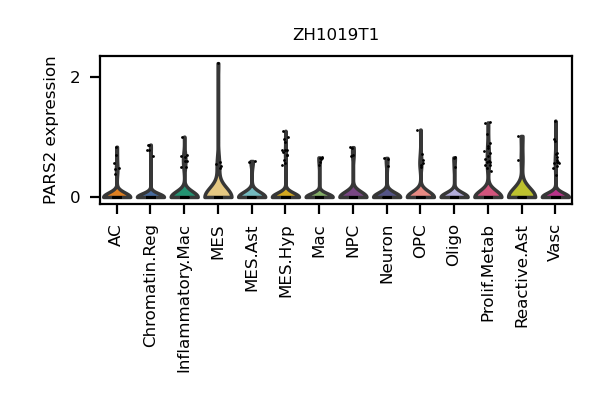 ZH1019T1
PARS2 expression
2
0
AC
Chromatin.Reg
Inflammatory.Mac
MES
MES.Ast
MES.Hyp
Mac
NPC
Neuron
OPC
Oligo
Prolif.Metab
Reactive.Ast
Vasc